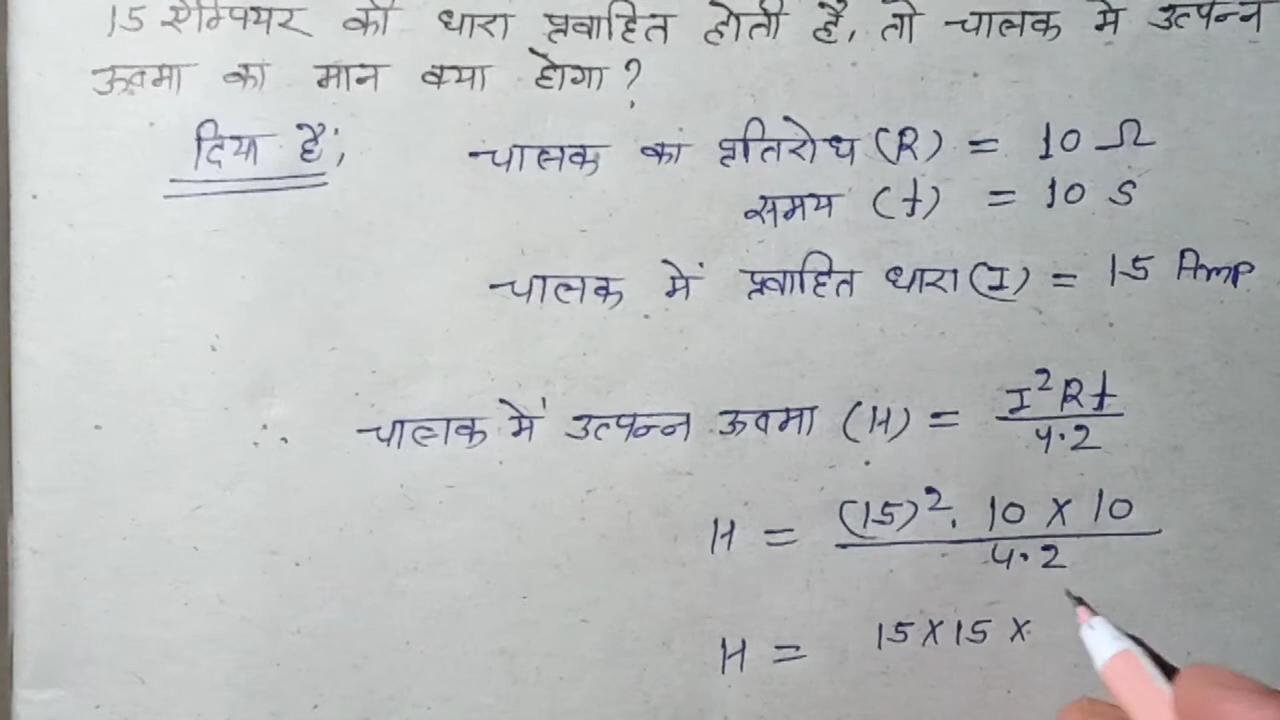 15 ऐम्पियर की धारा प्रवाहित होती है, तो चालक में उत्पन्न
ऊष्मा का मान क्या होगा ?
दिया है; चालक का प्रतिरोध (R) = 10 Ω
समय (t) = 10 S
चालक में प्रवाहित धारा (I) = 15 Amp
∴ चालक में उत्पन्न ऊष्मा (H) = I²Rt / 4.2
H = (15)². 10 X 10 / 4.2
H = 15 X 15 X